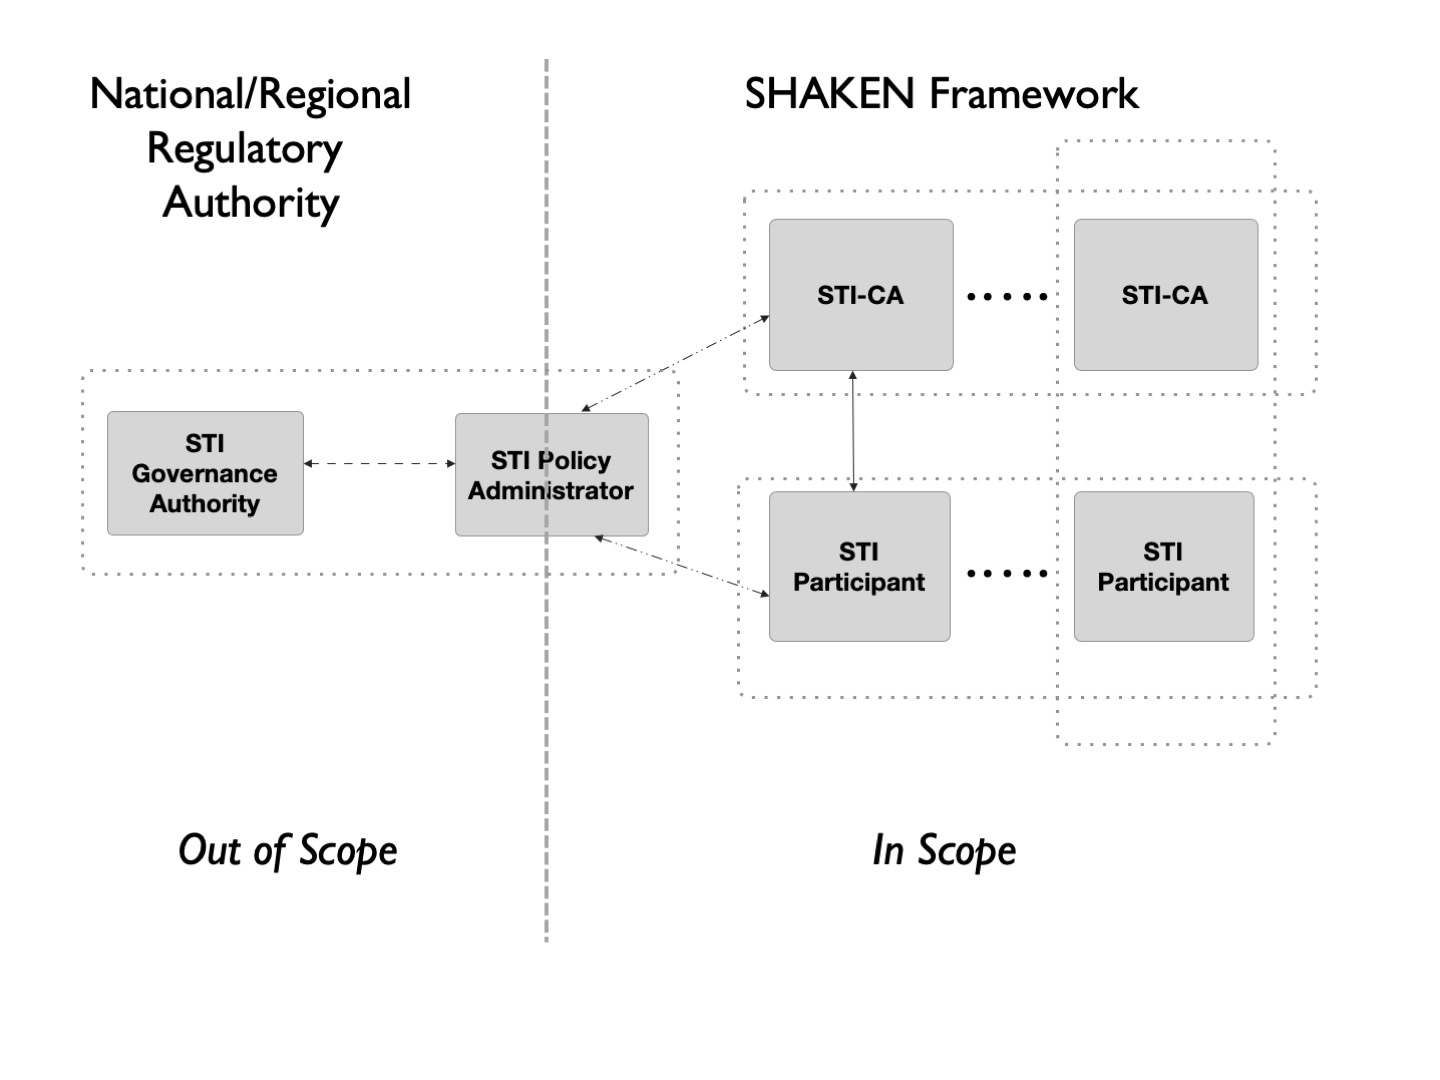 National/Regional
Regulatory
Authority
SHAKEN Framework
STI-CA
STI-CA
STI
Governance
Authority
STI Policy
Administrator
STI
Participant
STI
Participant
Out of Scope
In Scope